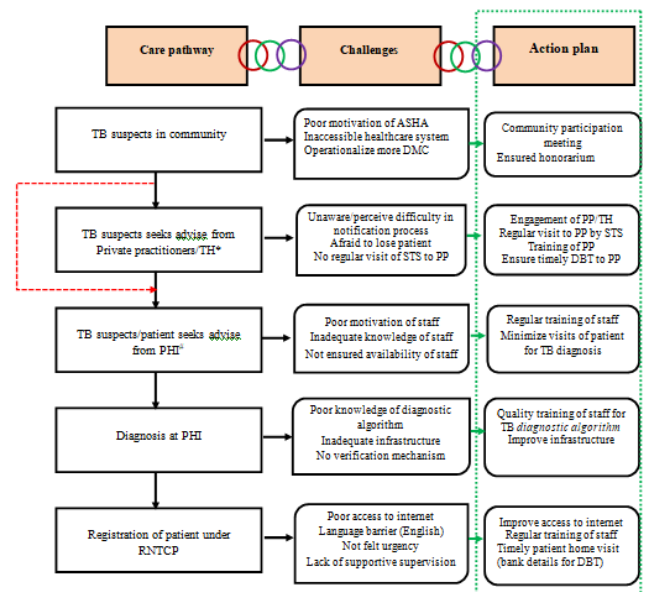 Care pathway
Challenges
Action plan
TB suspects in community
Poor motivation of ASHA
Inaccessible healthcare system
Operationalize more DMC
Community participation
meeting
Ensured honorarium
TB suspects seeks advise from
Private practitioners/TH*
Unaware/perceive difficulty in
notification process
Afraid to lose patient
No regular visit of STS to PP
Engagement of PP/TH
Regular visit to PP by STS
Training of PP
Ensure timely DBT to PP
TB suspects/patient seeks advise
from PHI
Poor motivation of staff
Inadequate knowledge of staff
Not ensured availability of staff
Regular training of staff
Minimize visits of patient
for TB diagnosis
Diagnosis at PHI
Poor knowledge of diagnostic
algorithm
Inadequate infrastructure
No verification mechanism
Quality training of staff for
TB diagnostic algorithm
Improve infrastructure
Registration of patient under
RNTCP
Poor access to internet
Language barrier (English)
Not felt urgency
Lack of supportive supervision
Improve access to internet
Regular training of staff
Timely patient home visit
(bank details for DBT)